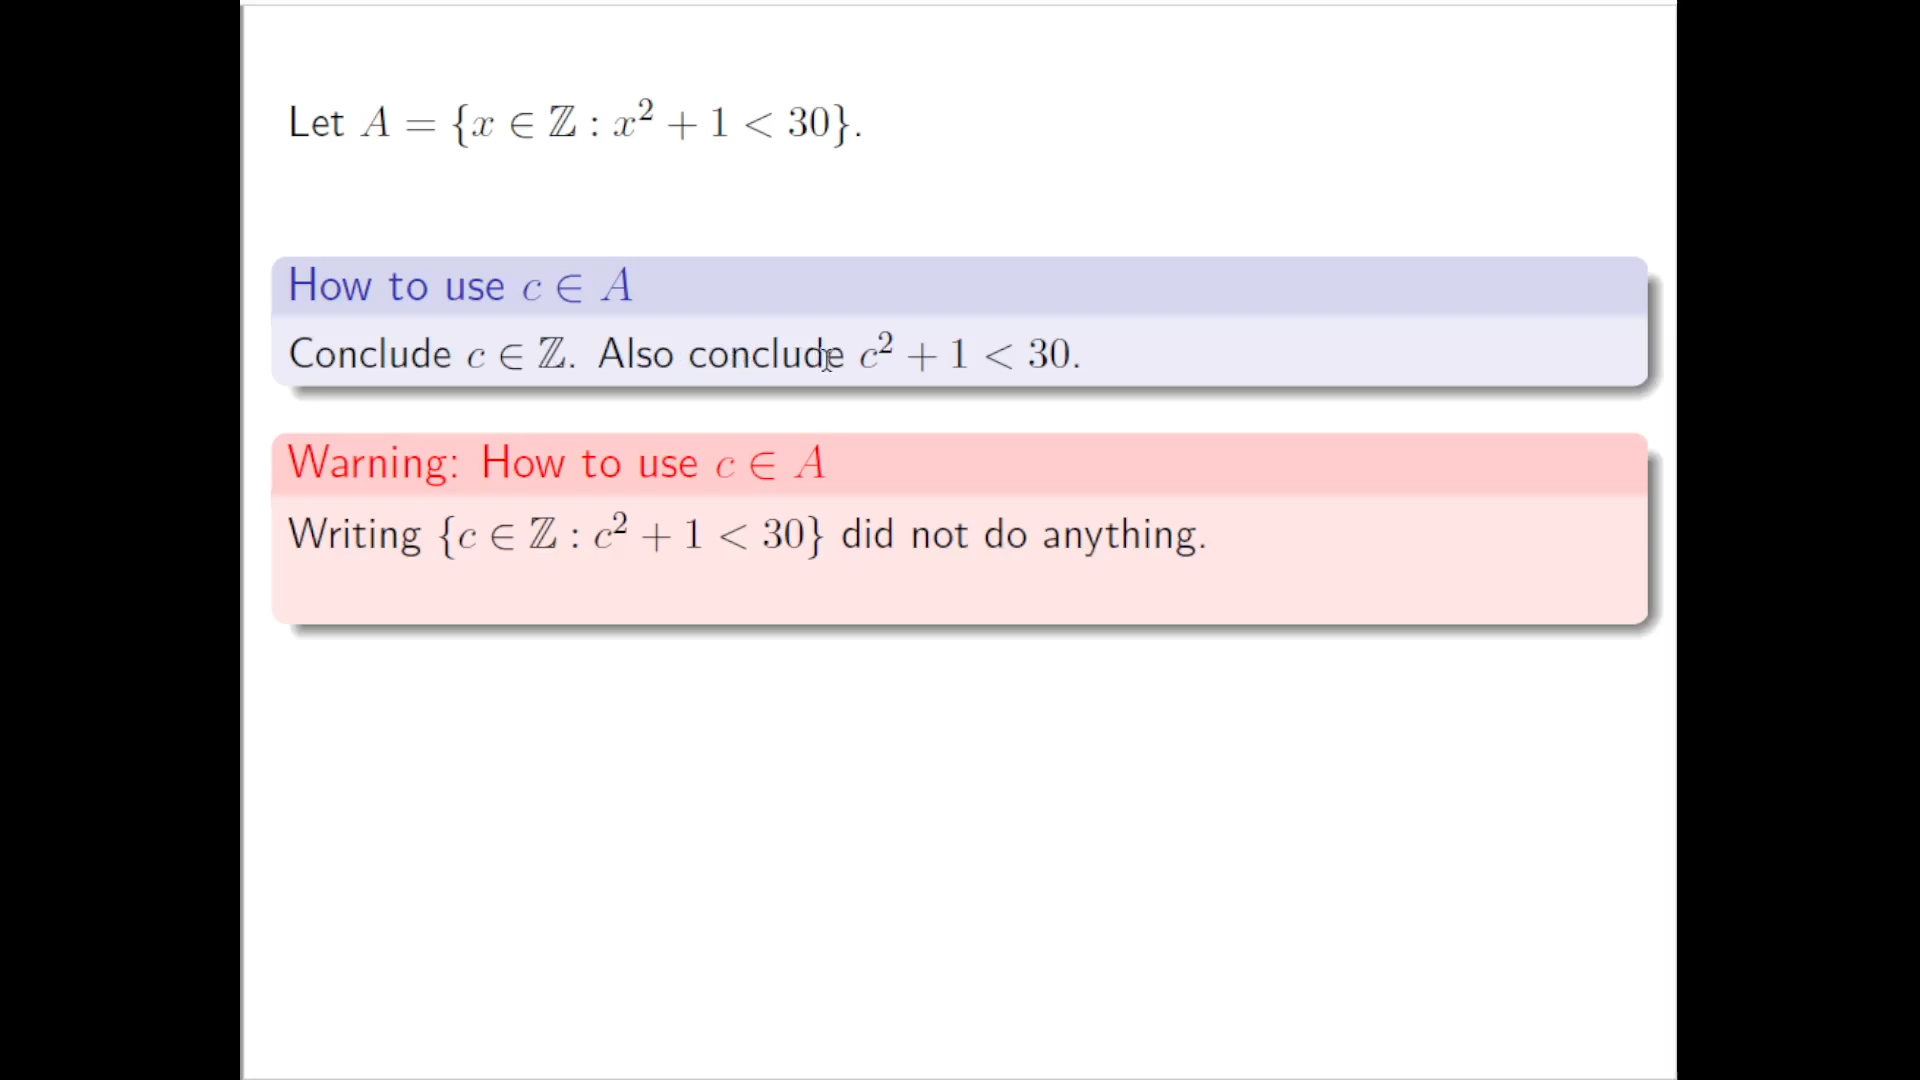 Let A = {x ∈ ℤ : x² + 1 < 30}.
How to use c ∈ A
Conclude c ∈ ℤ. Also conclude c² + 1 < 30.
Warning: How to use c ∈ A
Writing {c ∈ ℤ : c² + 1 < 30} did not do anything.